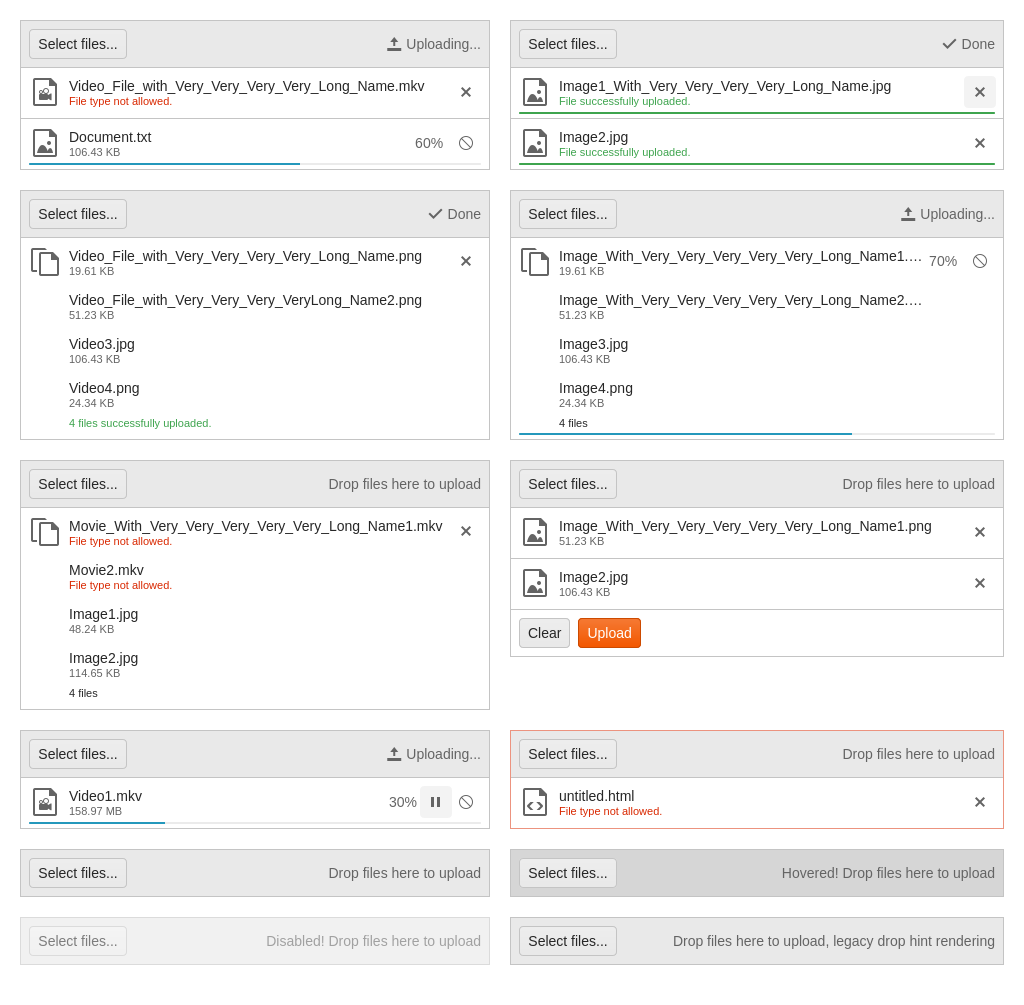 Select files...
Uploading...
Video_File_with_Very_Very_Very_Very_Long_Name.mkv
File type not allowed.
Document.txt
106.43 KB
60%
Select files...
Done
Image1_With_Very_Very_Very_Very_Long_Name.jpg
File successfully uploaded.
Image2.jpg
File successfully uploaded.
Select files...
Done
Video_File_with_Very_Very_Very_Very_Long_Name.png
19.61 KB
Video_File_with_Very_Very_Very_VeryLong_Name2.png
51.23 KB
Video3.jpg
106.43 KB
Video4.png
24.34 KB
4 files successfully uploaded.
Select files...
Uploading...
Image_With_Very_Very_Very_Very_Very_Long_Name1.…
70%
19.61 KB
Image_With_Very_Very_Very_Very_Very_Long_Name2.…
51.23 KB
Image3.jpg
106.43 KB
Image4.png
24.34 KB
4 files
Select files...
Drop files here to upload
Movie_With_Very_Very_Very_Very_Very_Long_Name1.mkv
File type not allowed.
Movie2.mkv
File type not allowed.
Image1.jpg
48.24 KB
Image2.jpg
114.65 KB
4 files
Select files...
Drop files here to upload
Image_With_Very_Very_Very_Very_Very_Long_Name1.png
51.23 KB
Image2.jpg
106.43 KB
Clear
Upload
Select files...
Uploading...
Video1.mkv
158.97 MB
30%
Select files...
Drop files here to upload
untitled.html
File type not allowed.
Select files...
Drop files here to upload
Select files...
Hovered! Drop files here to upload
Select files...
Disabled! Drop files here to upload
Select files...
Drop files here to upload, legacy drop hint rendering